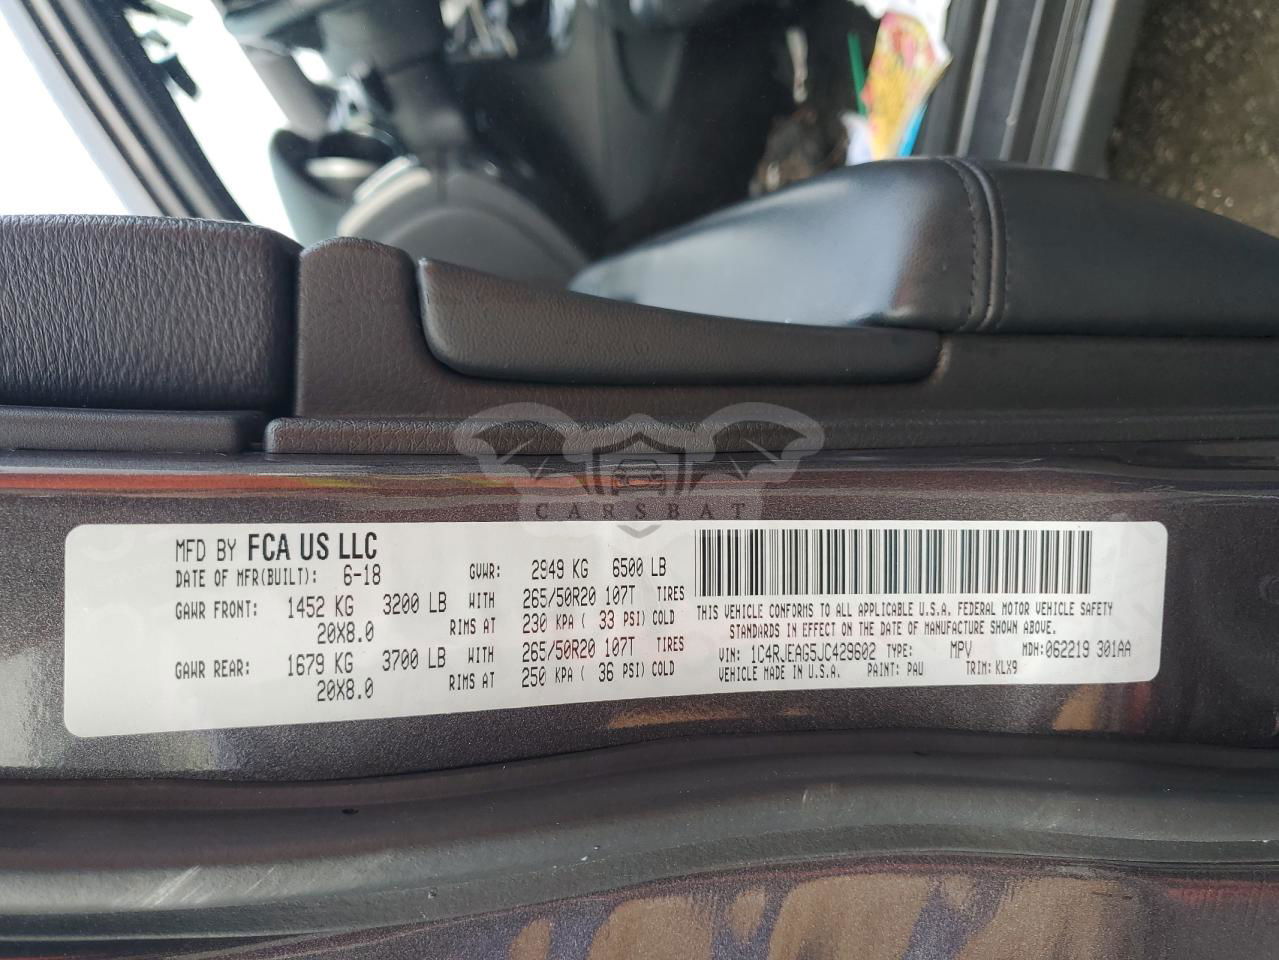 CARSBAT
MFD BY FCA US LLC
DATE OF MFR(BUILT): 6-18 GVWR: 2949 KG 6500 LB
GAWR FRONT: 1452 KG 3200 LB WITH 265/50R20 107T TIRES
20X8.0 RIMS AT 230 KPA ( 33 PSI) COLD
GAWR REAR: 1679 KG 3700 LB WITH 265/50R20 107T TIRES
20X8.0 RIMS AT 250 KPA ( 36 PSI) COLD
THIS VEHICLE CONFORMS TO ALL APPLICABLE U.S.A. FEDERAL MOTOR VEHICLE SAFETY
STANDARDS IN EFFECT ON THE DATE OF MANUFACTURE SHOWN ABOVE.
VIN: 1C4RJEAG5JC429602 TYPE: MPV MDH:062219 301AA
VEHICLE MADE IN U.S.A. PAINT: PAU TRIM: KLX9